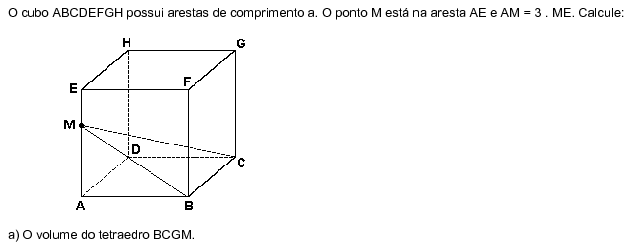 O cubo ABCDEFGH possui arestas de comprimento a. O ponto M está na aresta AE e AM = 3 . ME. Calcule:
H
G
E
F
M
D
C
A
B
a) O volume do tetraedro BCGM.